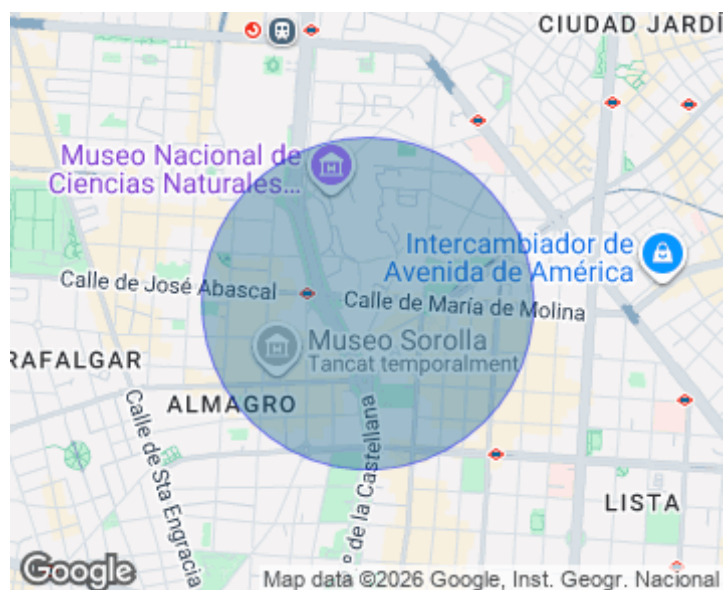 CIUDAD JARDÍ
Museo Nacional de
Ciencias Naturales...
Intercambiador de
Avenida de América
Calle de José Abascal
Calle de María de Molina
Museo Sorolla
Tancat temporalment
RAFALGAR
ALMAGRO
Calle de Sta Engracia
º de la Castellana
LISTA
Google
Map data ©2026 Google, Inst. Geogr. Nacional